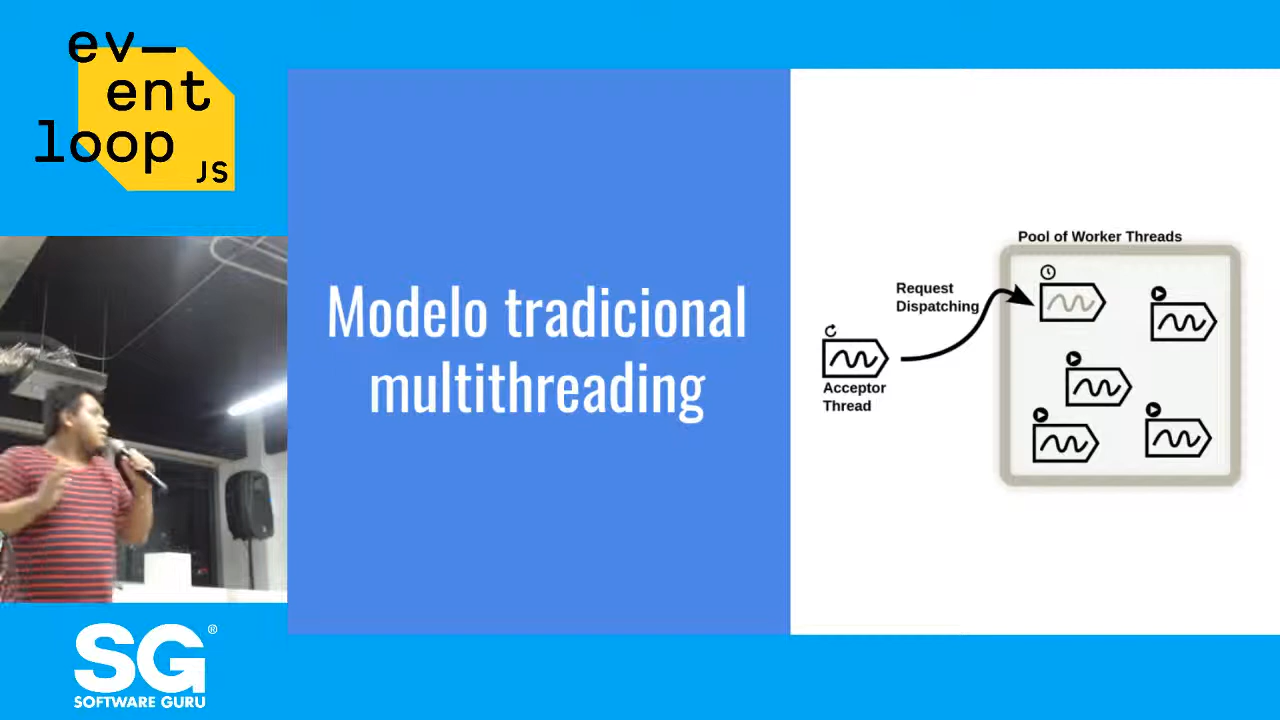 ev—
ent
loop
JS
Modelo tradicional
multithreading
Pool of Worker Threads
Request
Dispatching
Acceptor
Thread
SG®
SOFTWARE GURU